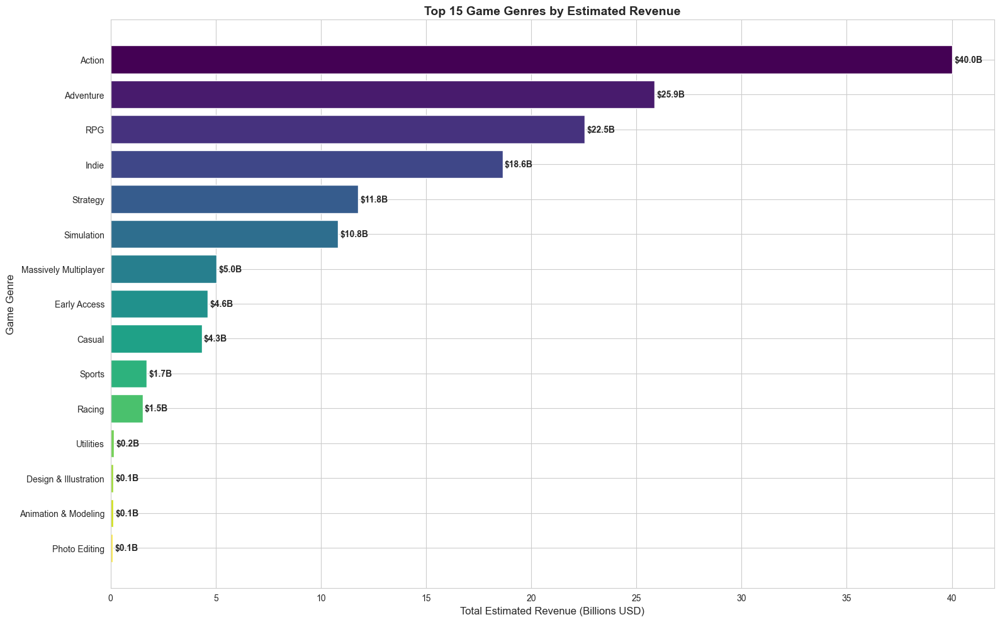 Top 15 Game Genres by Estimated Revenue
Game Genre
Action $40.0B
Adventure $25.9B
RPG $22.5B
Indie $18.6B
Strategy $11.8B
Simulation $10.8B
Massively Multiplayer $5.0B
Early Access $4.6B
Casual $4.3B
Sports $1.7B
Racing $1.5B
Utilities $0.2B
Design & Illustration $0.1B
Animation & Modeling $0.1B
Photo Editing $0.1B
0 5 10 15 20 25 30 35 40
Total Estimated Revenue (Billions USD)